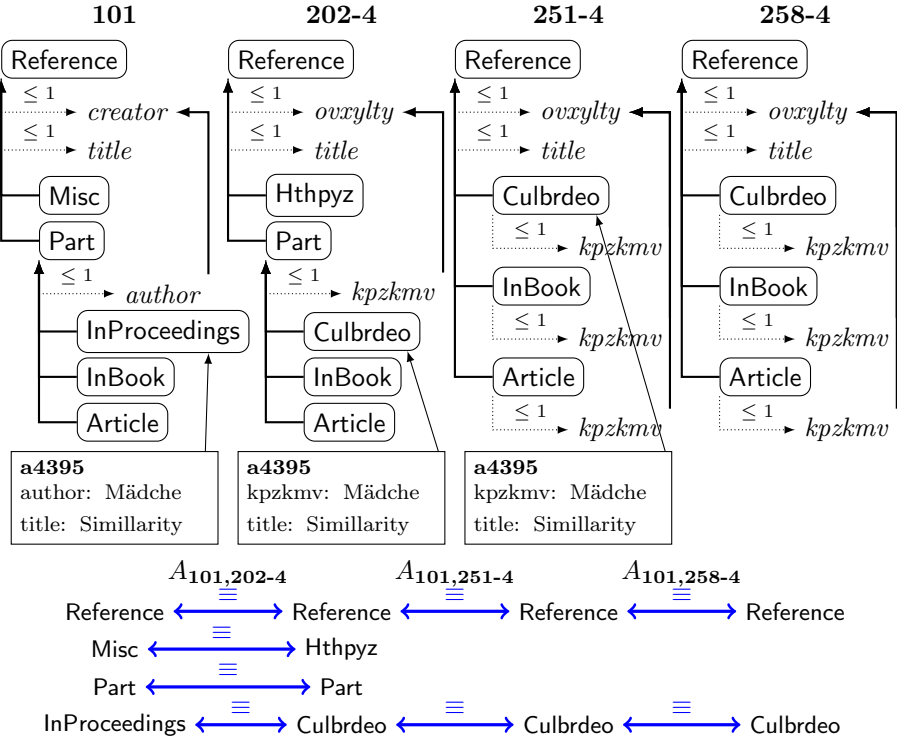 101 202-4 251-4 258-4
Reference Reference Reference Reference
≤ 1 ≤ 1 ≤ 1 ≤ 1
creator ovxylty ovxylty ovxylty
≤ 1 ≤ 1 ≤ 1 ≤ 1
title title title title
Misc Hthpyz Culbrdeo Culbrdeo
≤ 1 ≤ 1
Part Part kpzkmv kpzkmv
≤ 1 ≤ 1
author kpzkmv InBook InBook
≤ 1 ≤ 1
InProceedings Culbrdeo kpzkmv kpzkmv
InBook InBook Article Article
≤ 1 ≤ 1
Article Article kpzkmv kpzkmv
a4395 a4395 a4395
author: Mädche kpzkmv: Mädche kpzkmv: Mädche
title: Simillarity title: Simillarity title: Simillarity
A101,202-4 A101,251-4 A101,258-4
≡ ≡ ≡
Reference Reference Reference Reference
≡
Misc Hthpyz
≡
Part Part
≡ ≡ ≡
InProceedings Culbrdeo Culbrdeo Culbrdeo